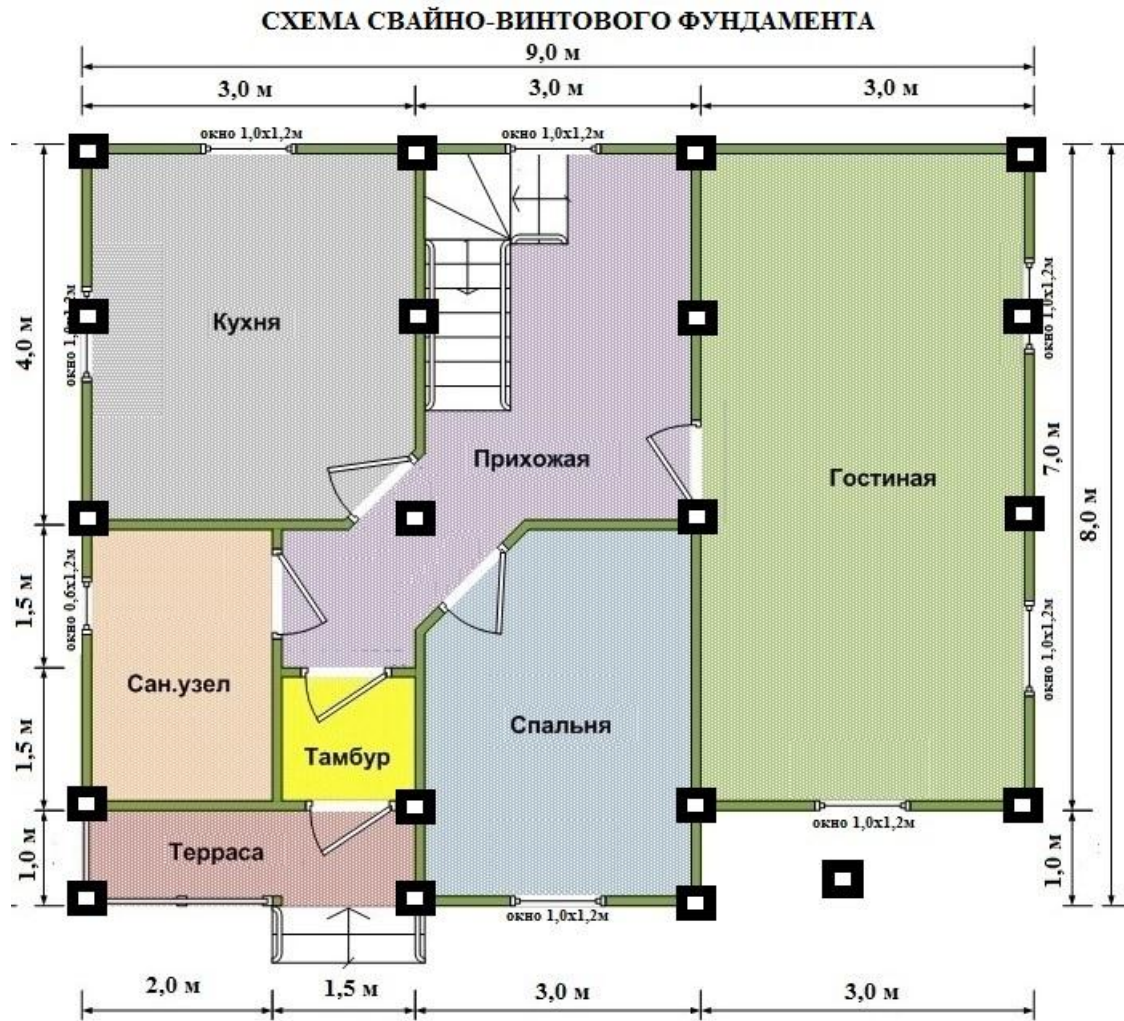 СХЕМА СВАЙНО-ВИНТОВОГО ФУНДАМЕНТА
9,0 м
3,0 м
3,0 м
3,0 м
окно 1,0х1,2м
окно 1,0х1,2м
4,0 м
окно 1,0х1,2м
Кухня
окно 1,0х1,2м
Прихожая
Гостиная
7,0 м
8,0 м
1,5 м
окно 0,6х1,2м
окно 1,0х1,2м
Сан.узел
Спальня
1,5 м
Тамбур
окно 1,0х1,2м
1,0 м
Терраса
1,0 м
окно 1,0х1,2м
2,0 м
1,5 м
3,0 м
3,0 м